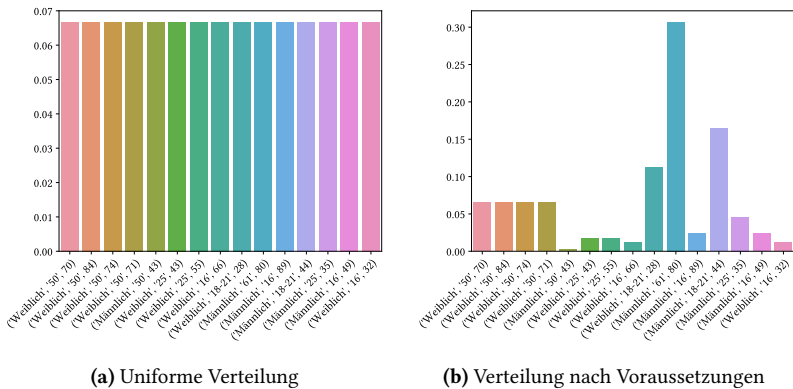 0.07
0.06
0.05
0.04
0.03
0.02
0.01
0.00
('Weiblich', '50', 70)
('Weiblich', '50', 84)
('Weiblich', '50', 74)
('Weiblich', '50', 71)
('Männlich', '50', 43)
('Weiblich', '25', 43)
('Weiblich', '25', 55)
('Weiblich', '16', 66)
('Weiblich', '18-21', 28)
('Männlich', '61', 80)
('Männlich', '16', 89)
('Männlich', '18-21', 44)
('Männlich', '25', 35)
('Männlich', '16', 49)
('Weiblich', '16', 32)
(a) Uniforme Verteilung
0.30
0.25
0.20
0.15
0.10
0.05
0.00
('Weiblich', '50', 70)
('Weiblich', '50', 84)
('Weiblich', '50', 74)
('Weiblich', '50', 71)
('Männlich', '50', 43)
('Weiblich', '25', 43)
('Weiblich', '25', 55)
('Weiblich', '16', 66)
('Weiblich', '18-21', 28)
('Männlich', '61', 80)
('Männlich', '16', 89)
('Männlich', '18-21', 44)
('Männlich', '25', 35)
('Männlich', '16', 49)
('Weiblich', '16', 32)
(b) Verteilung nach Voraussetzungen